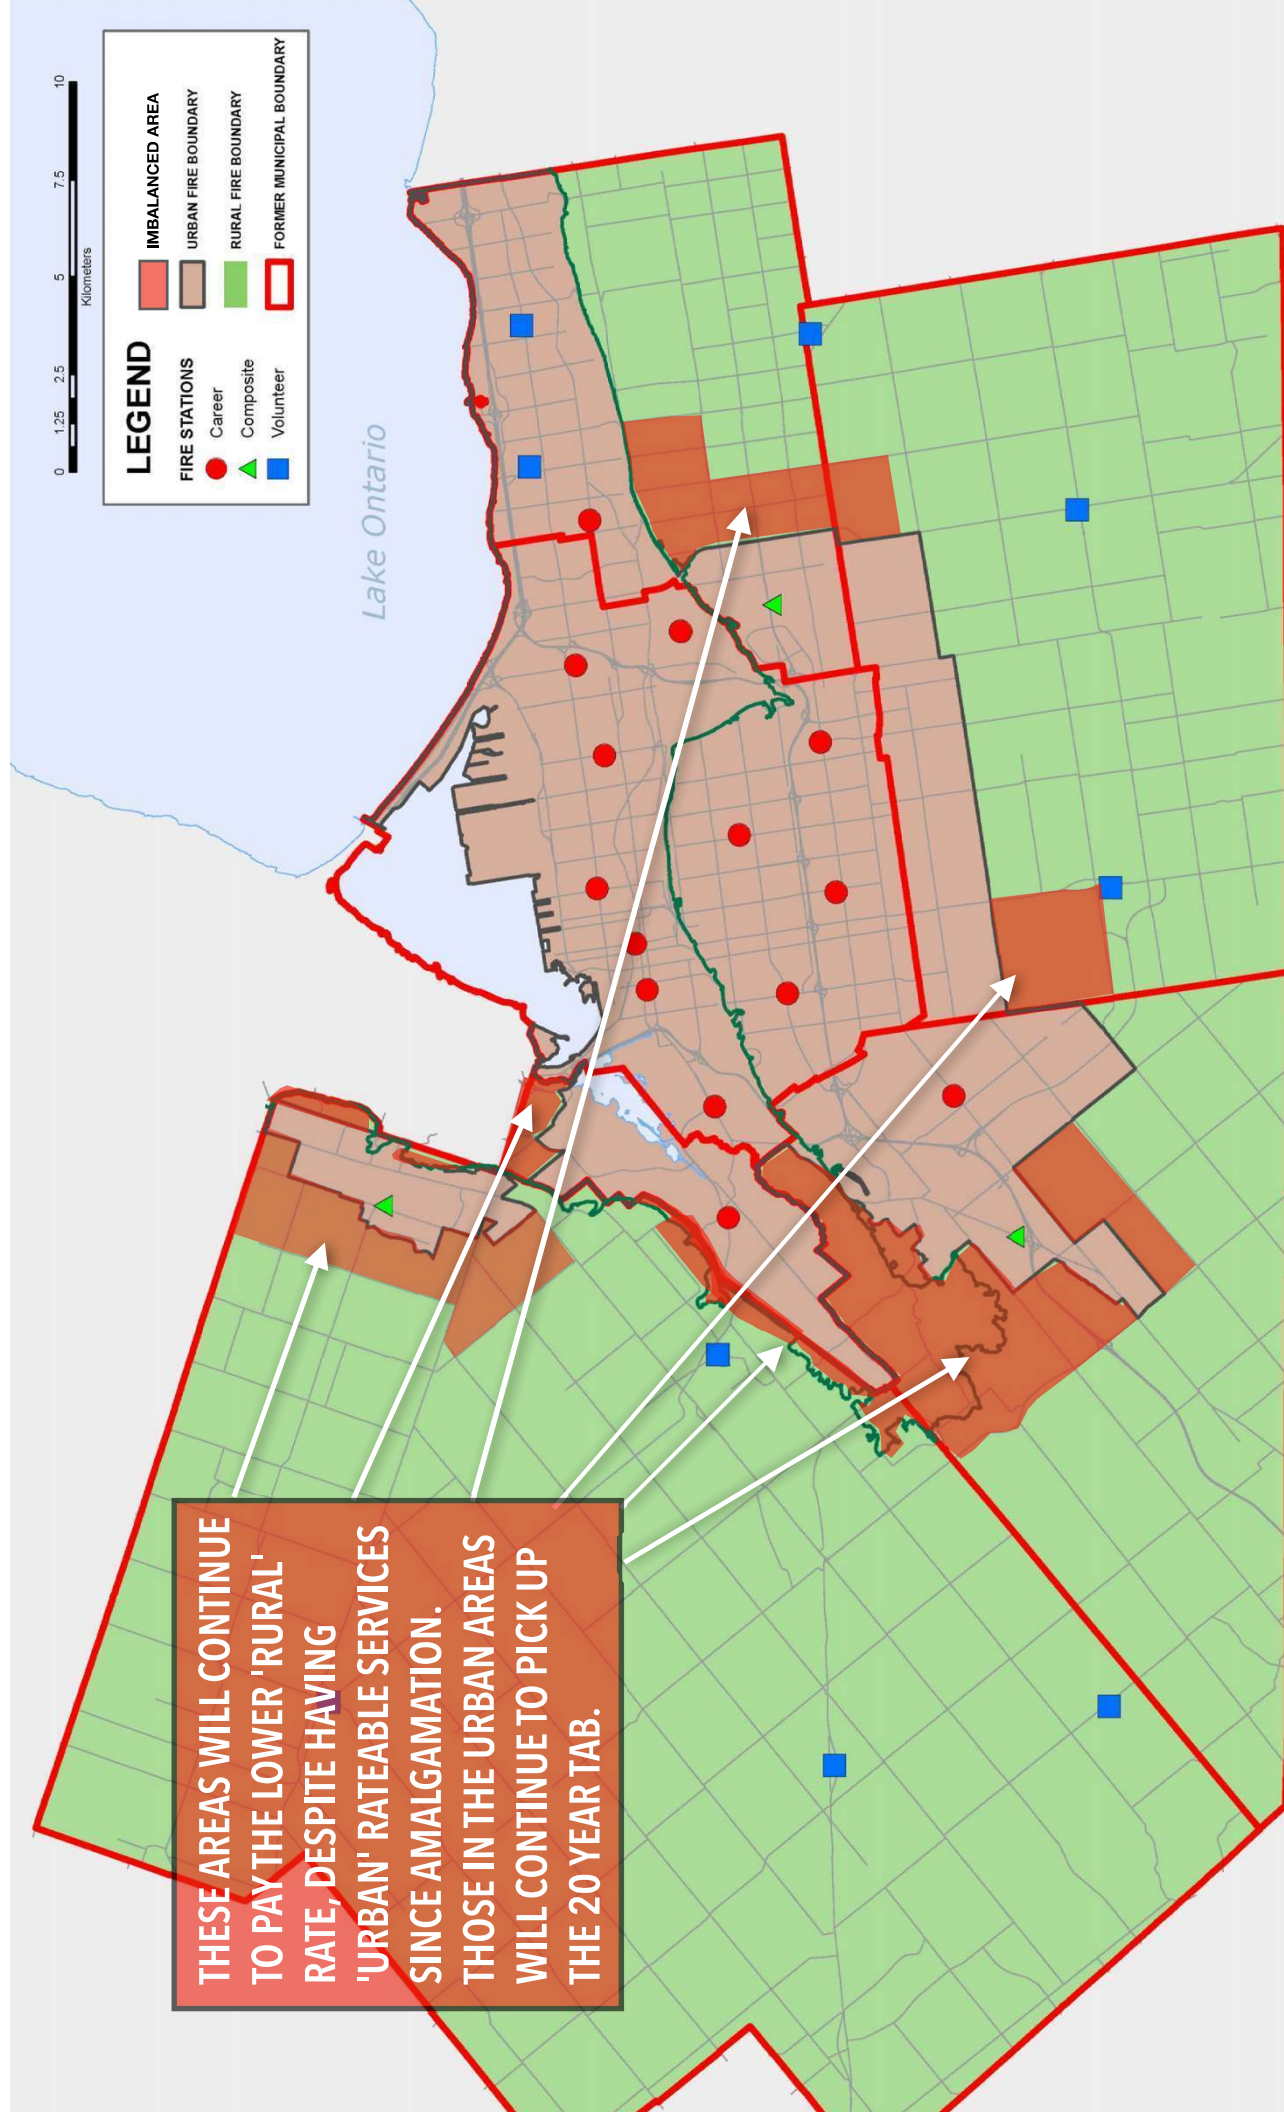 THESE AREAS WILL CONTINUE
TO PAY THE LOWER 'RURAL'
RATE, DESPITE HAVING
'URBAN' RATEABLE SERVICES
SINCE AMALGAMATION.
THOSE IN THE URBAN AREAS
WILL CONTINUE TO PICK UP
THE 20 YEAR TAB.
Lake Ontario
0 1.25 2.5 5 7.5 10
Kilometers
LEGEND
FIRE STATIONS
Career
Composite
Volunteer
IMBALANCED AREA
URBAN FIRE BOUNDARY
RURAL FIRE BOUNDARY
FORMER MUNICIPAL BOUNDARY